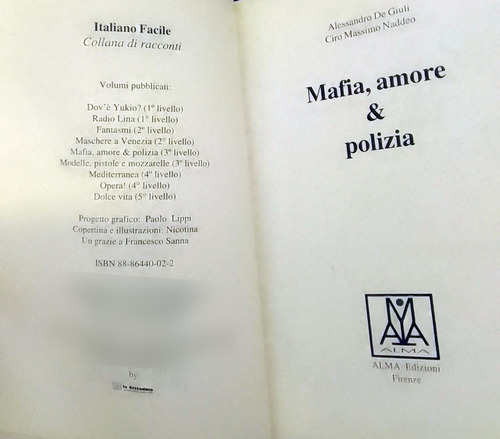 Italiano Facile
Collana di racconti
Volumi pubblicati:
Dov'è Yukio? (1° livello)
Radio Lina (1° livello)
Fantasmi (2° livello)
Maschere a Venezia (2° livello)
Mafia, amore & polizia (3° livello)
Modelle, pistole e mozzarelle (3° livello)
Mediterranea (4° livello)
Opera! (4° livello)
Dolce vita (5° livello)
Progetto grafico: Paolo Lippi
Copertina e illustrazioni: Nicotina
Un grazie a Francesco Sanna
ISBN 88-86440-02-2
by
Alessandro De Giuli
Ciro Massimo Naddeo
Mafia, amore
&
polizia
ALMA
ALMA Edizioni
Firenze